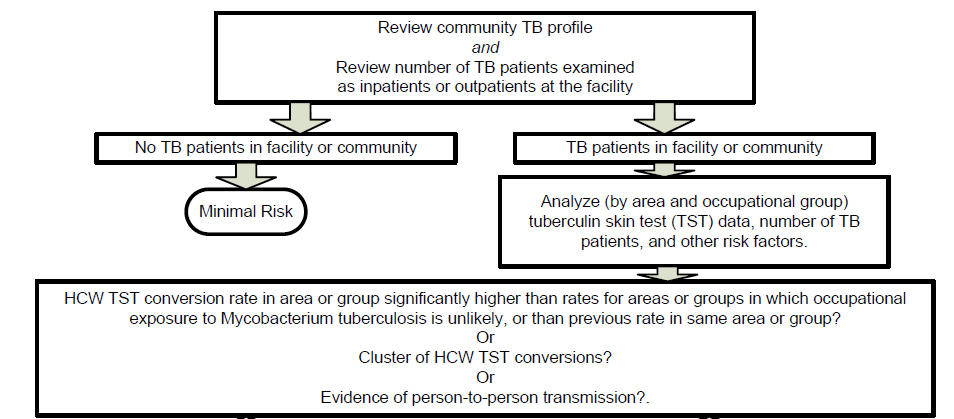 Review community TB profile
and
Review number of TB patients examined
as inpatients or outpatients at the facility
No TB patients in facility or community
TB patients in facility or community
Minimal Risk
Analyze (by area and occupational group)
tuberculin skin test (TST) data, number of TB
patients, and other risk factors.
HCW TST conversion rate in area or group significantly higher than rates for areas or groups in which occupational
exposure to Mycobacterium tuberculosis is unlikely, or than previous rate in same area or group?
Or
Cluster of HCW TST conversions?
Or
Evidence of person-to-person transmission?.